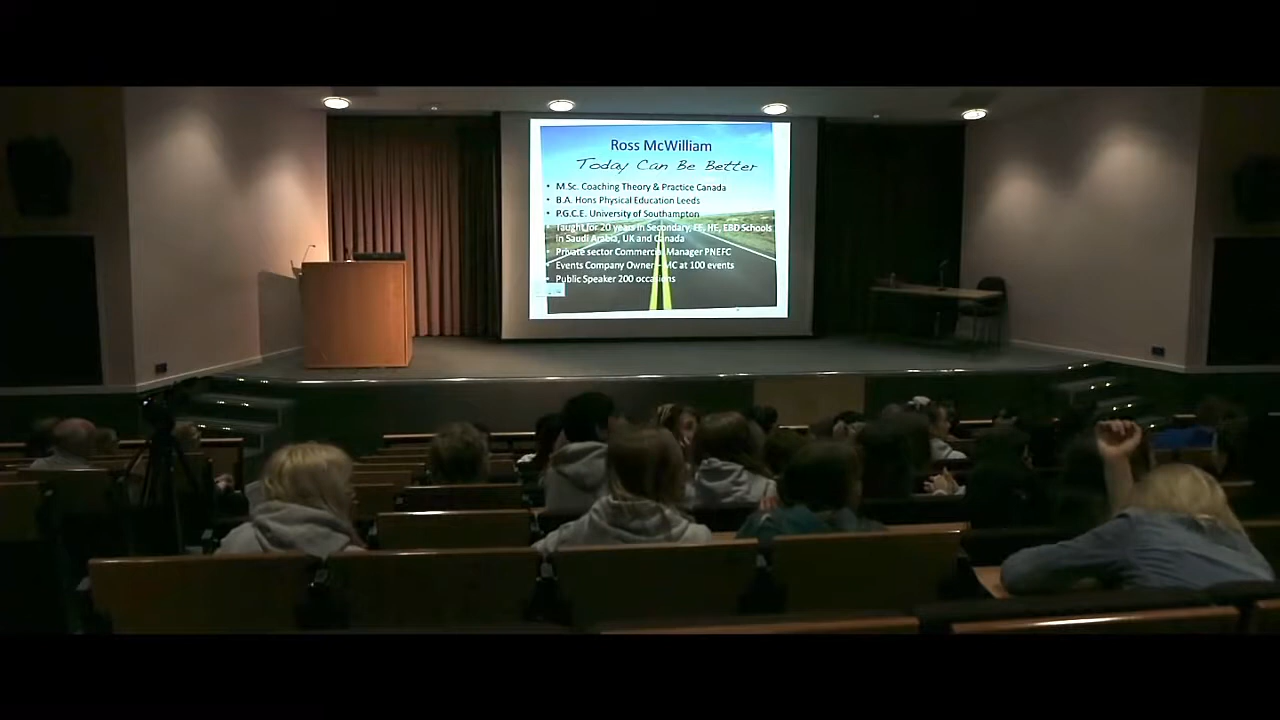 Ross McWilliam
Today Can Be Better
• M.Sc. Coaching Theory & Practice Canada
• B.A. Hons Physical Education Leeds
• P.G.C.E. University of Southampton
• Taught for 20 years in Secondary, FE, HE, EBD Schools
in Saudi Arabia, UK and Canada
• Private sector Commercial Manager PNEFC
• Events Company Owner – MC at 100 events
• Public Speaker 200 occasions